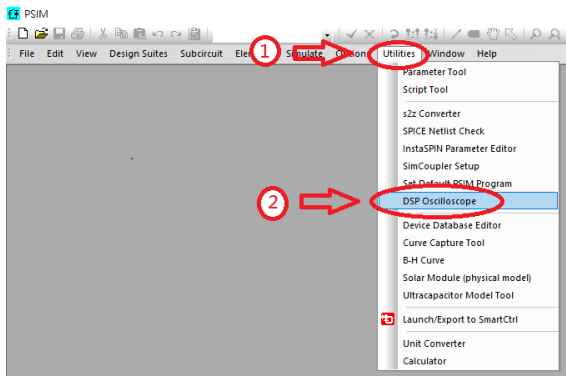 PSIM
File Edit View Design Suites Subcircuit Elements Simulate Options Utilities Window Help
1
Parameter Tool
Script Tool
s2z Converter
SPICE Netlist Check
InstaSPIN Parameter Editor
SimCoupler Setup
Set Default PSIM Program
2
DSP Oscilloscope
Device Database Editor
Curve Capture Tool
B-H Curve
Solar Module (physical model)
Ultracapacitor Model Tool
Launch/Export to SmartCtrl
Unit Converter
Calculator